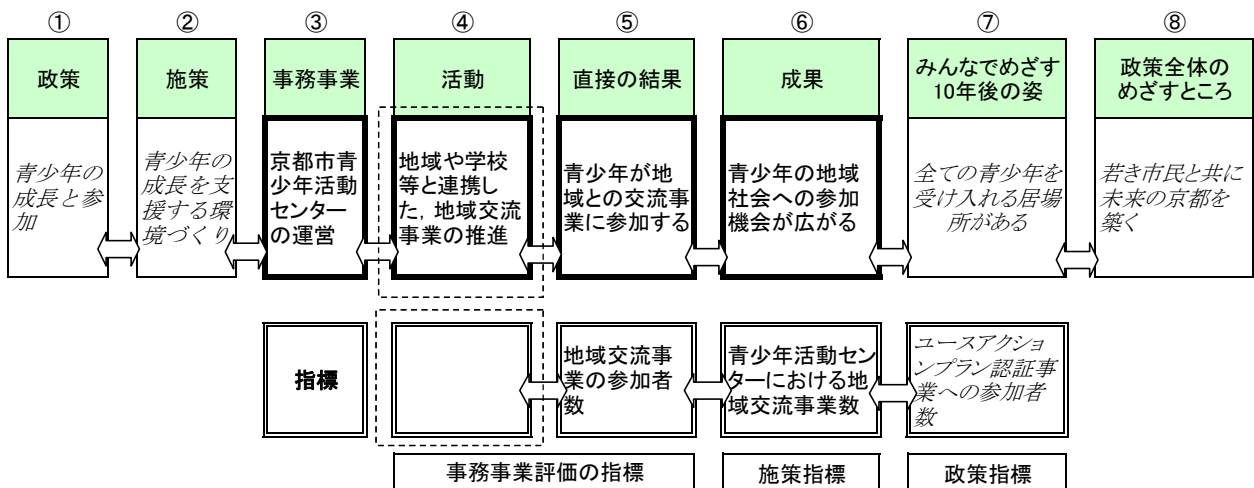 ①
②
③
④
⑤
⑥
⑦
⑧
政策
施策
事務事業
活動
直接の結果
成果
みんなでめざす
10年後の姿
政策全体の
めざすところ
青少年の
成長と参
加
青少年の
成長を支
援する環
境づくり
京都市青
少年活動
センター
の運営
地域や学校
等と連携し
た，地域交流
事業の推進
青少年が地
域との交流事
業に参加する
青少年の地域
社会への参加
機会が広がる
全ての青少年を
受け入れる居場
所がある
若き市民と共に
未来の京都を
築く
指標
地域交流事
業の参加者
数
青少年活動セン
ターにおける地
域交流事業数
ユースアクショ
ンプラン認証事
業への参加者
数
事務事業評価の指標
施策指標
政策指標